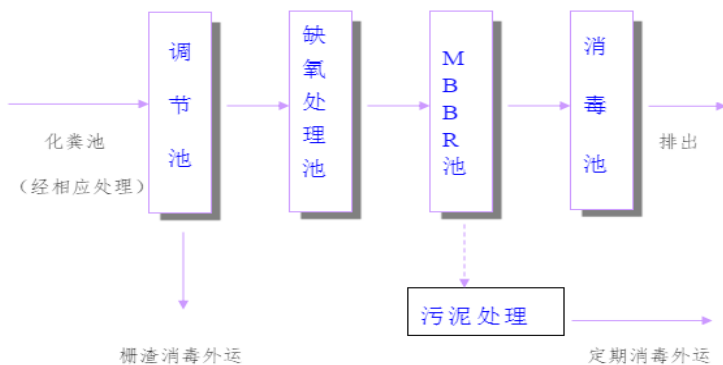 调节池
缺氧处理池
MBBR池
消毒池
化粪池
（经相应处理）
排出
污泥处理
栅渣消毒外运
定期消毒外运